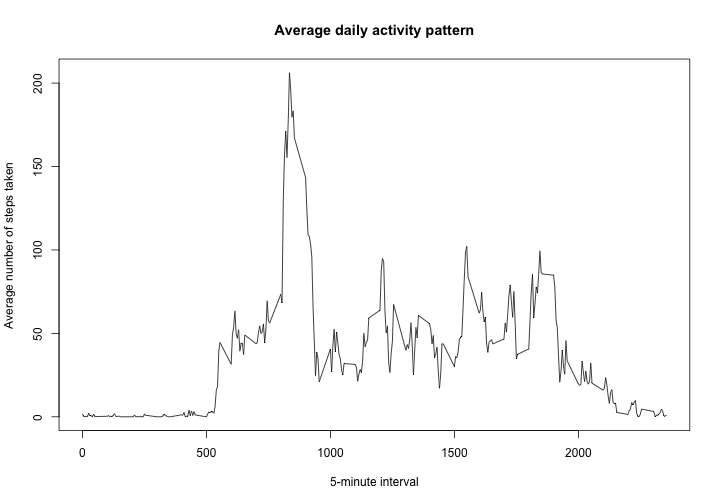 Average daily activity pattern
200
150
100
50
0
Average number of steps taken
0 500 1000 1500 2000
5-minute interval